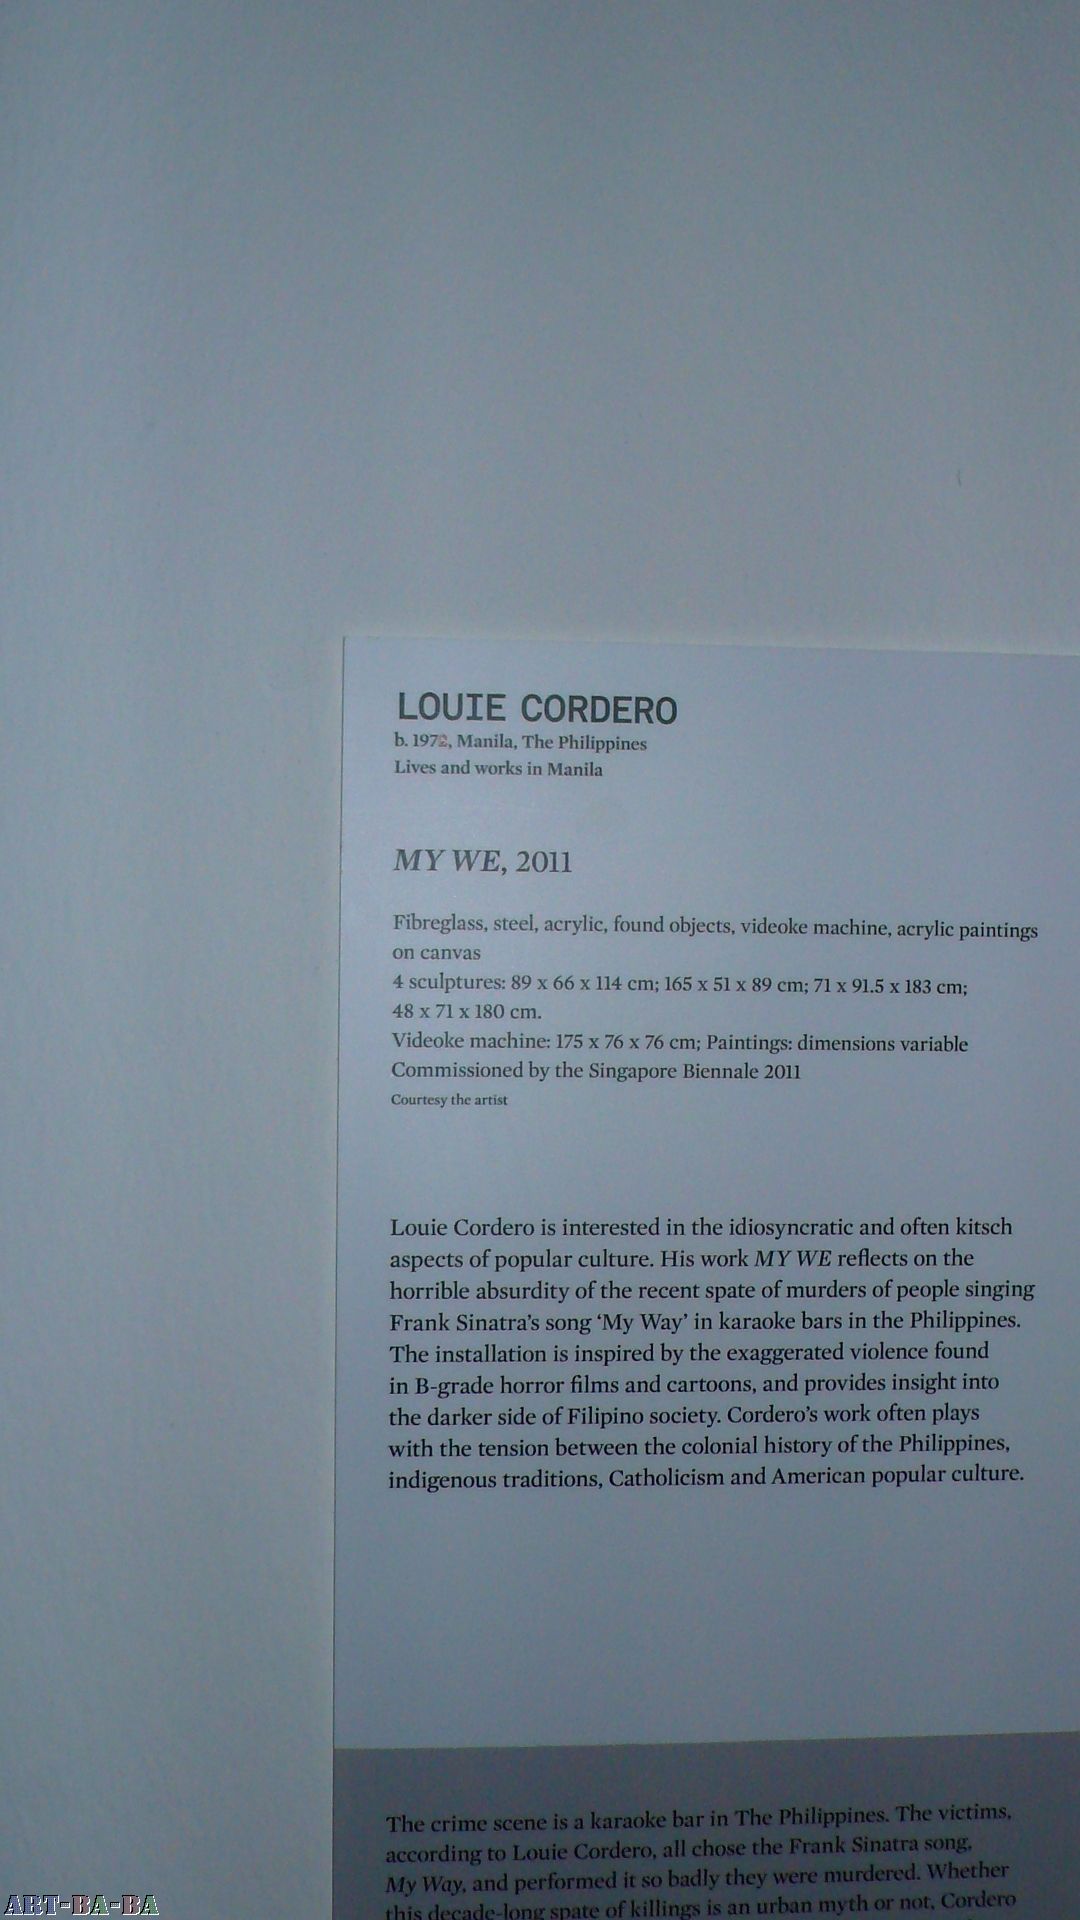 LOUIE CORDERO
b. 1972, Manila, The Philippines
Lives and works in Manila
MY WE, 2011
Fibreglass, steel, acrylic, found objects, videoke machine, acrylic paintings
on canvas
4 sculptures: 89 x 66 x 114 cm; 165 x 51 x 89 cm; 71 x 91.5 x 183 cm;
48 x 71 x 180 cm.
Videoke machine: 175 x 76 x 76 cm; Paintings: dimensions variable
Commissioned by the Singapore Biennale 2011
Courtesy the artist
Louie Cordero is interested in the idiosyncratic and often kitsch
aspects of popular culture. His work MY WE reflects on the
horrible absurdity of the recent spate of murders of people singing
Frank Sinatra's song ‘My Way’ in karaoke bars in the Philippines.
The installation is inspired by the exaggerated violence found
in B-grade horror films and cartoons, and provides insight into
the darker side of Filipino society. Cordero's work often plays
with the tension between the colonial history of the Philippines,
indigenous traditions, Catholicism and American popular culture.
The crime scene is a karaoke bar in The Philippines. The victims,
according to Louie Cordero, all chose the Frank Sinatra song,
My Way, and performed it so badly they were murdered. Whether
this decade-long spate of killings is an urban myth or not, Cordero
ART-BA-BA